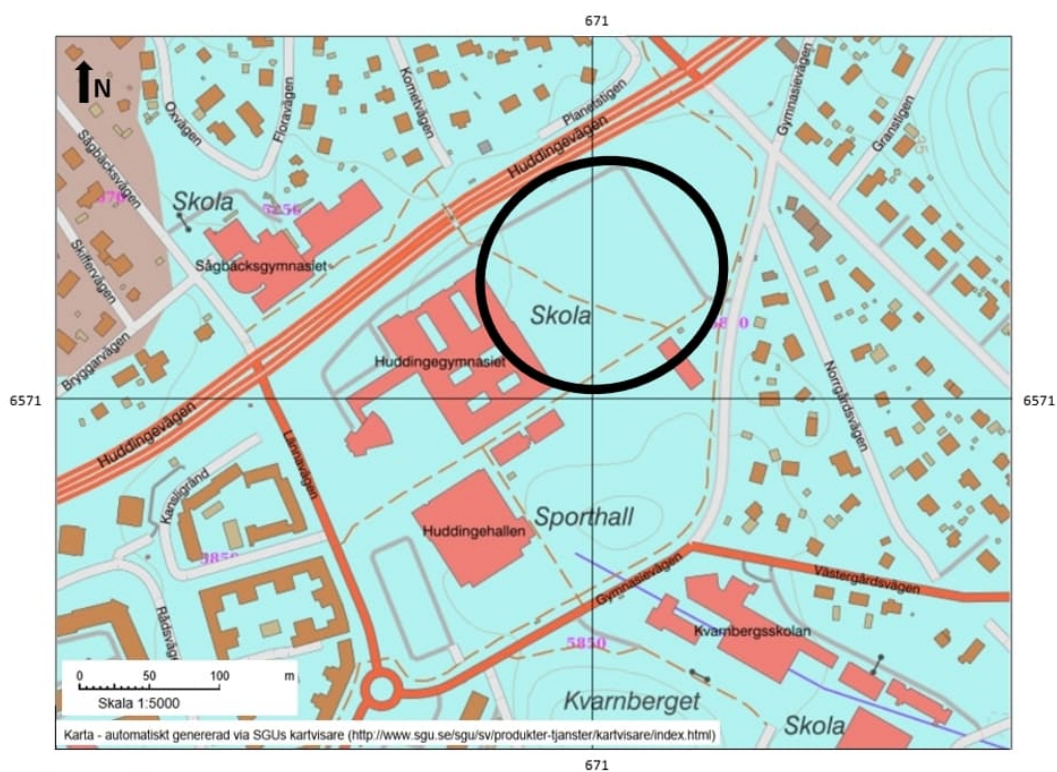 671
N
Oxvägen
Floravägen
Kometvägen
Planetstigen
Huddingevägen
Gymnasievägen
Granstigen
Sågbäcksvägen
Skola
Skiffervägen
Sågbäcksgymnasiet
Skola
Bryggarvägen
Huddingegymnasiet
Norrgårdsvägen
6571
6571
Huddingevägen
Lännavägen
Kansligränd
Huddingehallen
Sporthall
Gymnasievägen
Västergårdsvägen
Kvarnbergsskolan
5850
Kvarnberget
Skola
0 50 100 m
Skala 1:5000
Karta - automatiskt genererad via SGUs kartvisare (http://www.sgu.se/sgu/sv/produkter-tjanster/kartvisare/index.html)
671